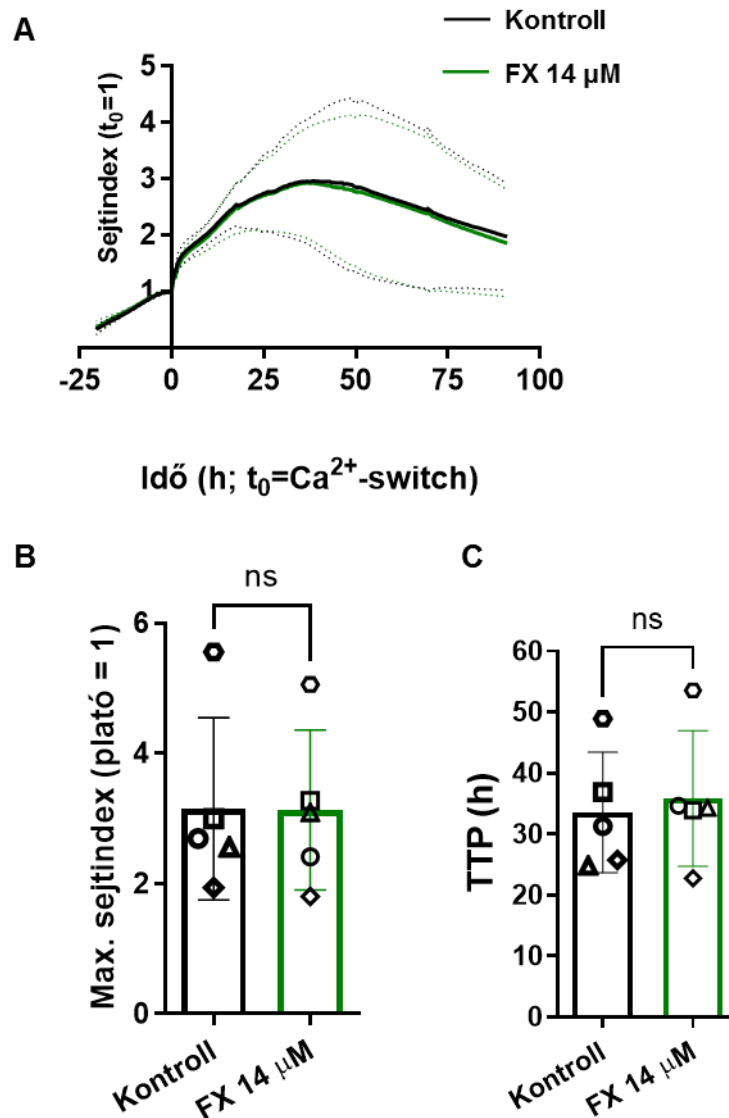 A
Kontroll
FX 14 µM
Sejtindex (t₀=1)
5
4
3
2
1
-25 0 25 50 75 100
Idő (h; t₀=Ca²⁺-switch)
B
ns
Max. sejtindex (plató = 1)
6
4
2
0
Kontroll
FX 14 µM
C
ns
TTP (h)
60
50
40
30
20
10
0
Kontroll
FX 14 µM